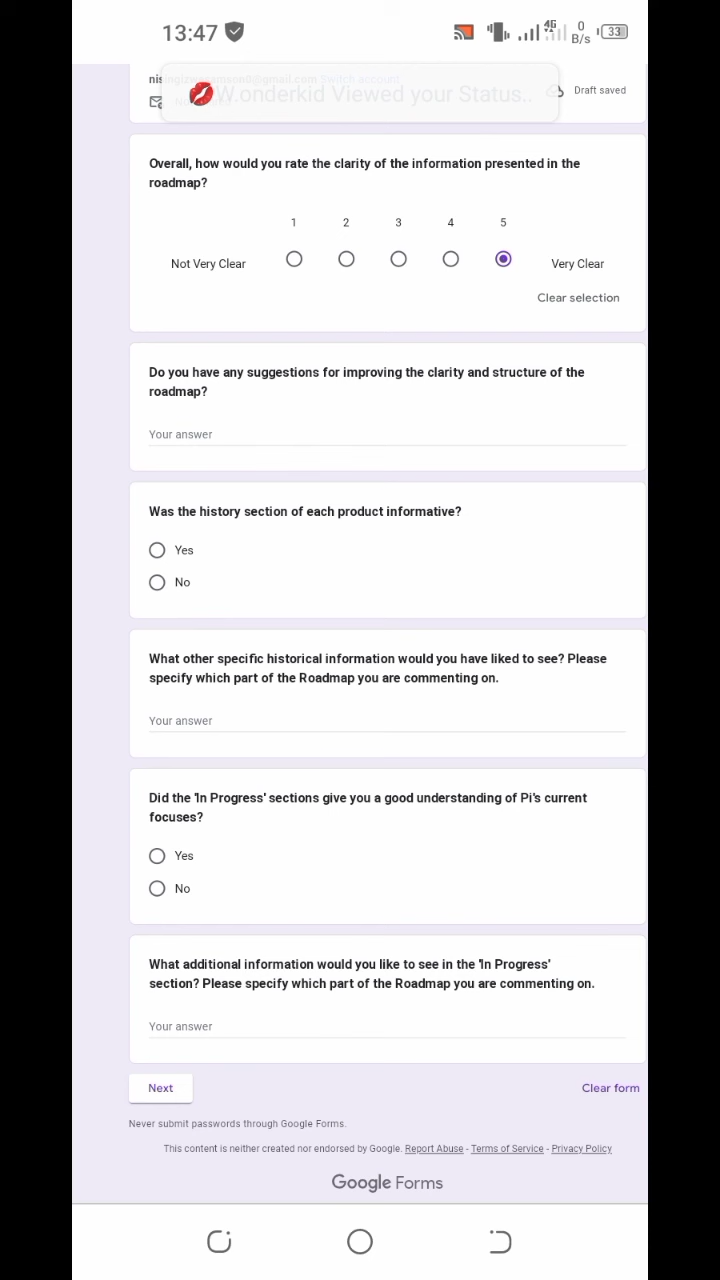 13:47
4G
0
B/s
33
W.onderkid Viewed your Status..
Draft saved
Overall, how would you rate the clarity of the information presented in the
roadmap?
1 2 3 4 5
Not Very Clear
Very Clear
Clear selection
Do you have any suggestions for improving the clarity and structure of the
roadmap?
Your answer
Was the history section of each product informative?
Yes
No
What other specific historical information would you have liked to see? Please
specify which part of the Roadmap you are commenting on.
Your answer
Did the 'In Progress' sections give you a good understanding of Pi's current
focuses?
Yes
No
What additional information would you like to see in the 'In Progress'
section? Please specify which part of the Roadmap you are commenting on.
Your answer
Next
Clear form
Never submit passwords through Google Forms.
This content is neither created nor endorsed by Google. Report Abuse - Terms of Service - Privacy Policy
Google Forms